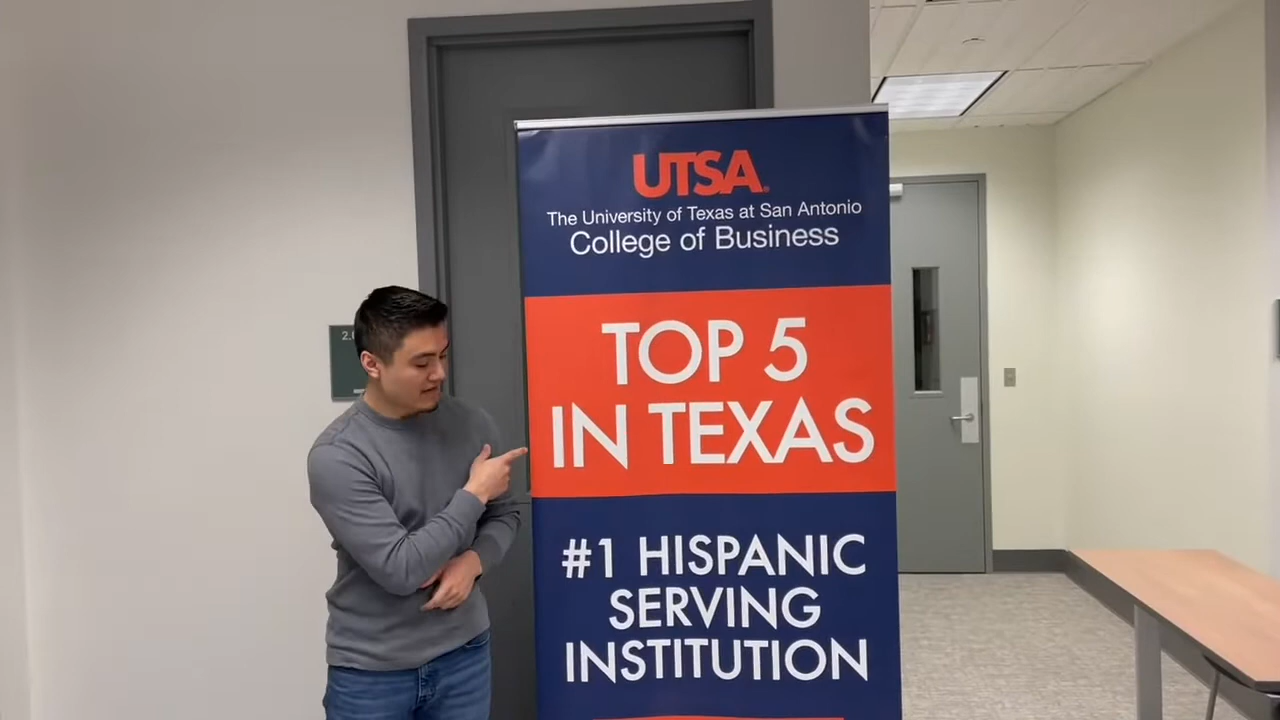 UTSA.
The University of Texas at San Antonio
College of Business
TOP 5
IN TEXAS
#1 HISPANIC
SERVING
INSTITUTION